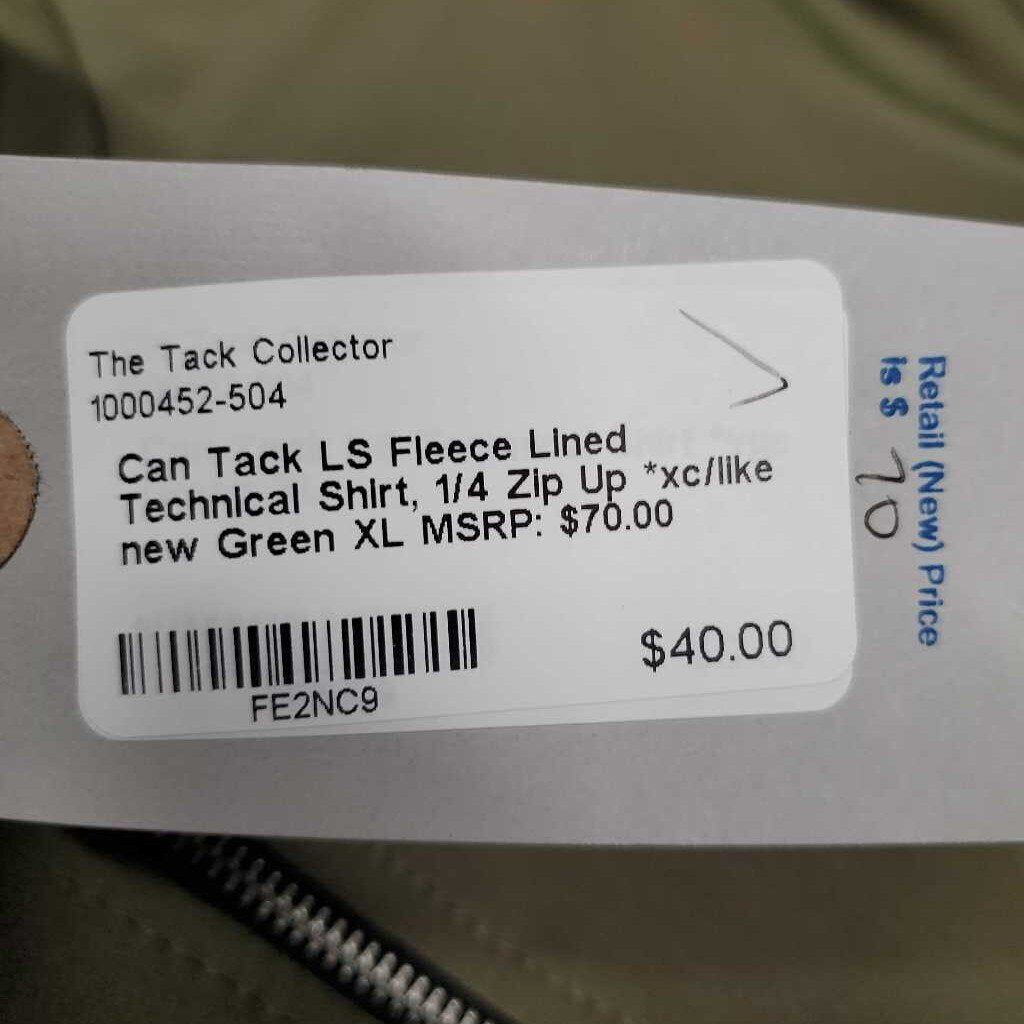 The Tack Collector
1000452-504
Can Tack LS Fleece Lined
Technical Shirt, 1/4 Zip Up *xc/like
new Green XL MSRP: $70.00
FE2NC9
$40.00
Retail (New) Price
is $ 70